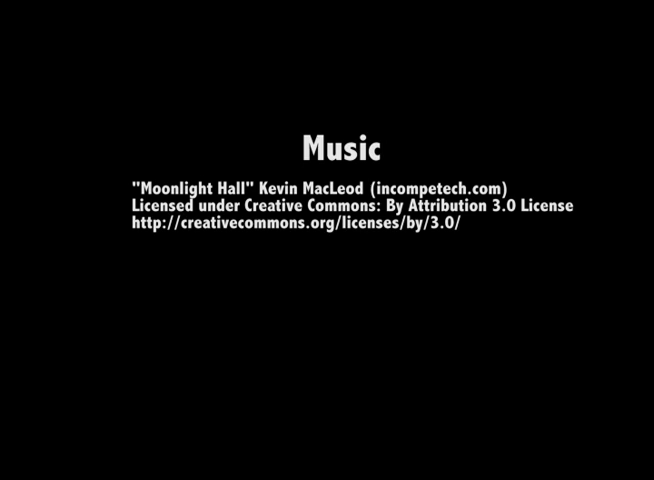 Music
"Moonlight Hall" Kevin MacLeod (incompetech.com)
Licensed under Creative Commons: By Attribution 3.0 License
http://creativecommons.org/licenses/by/3.0/